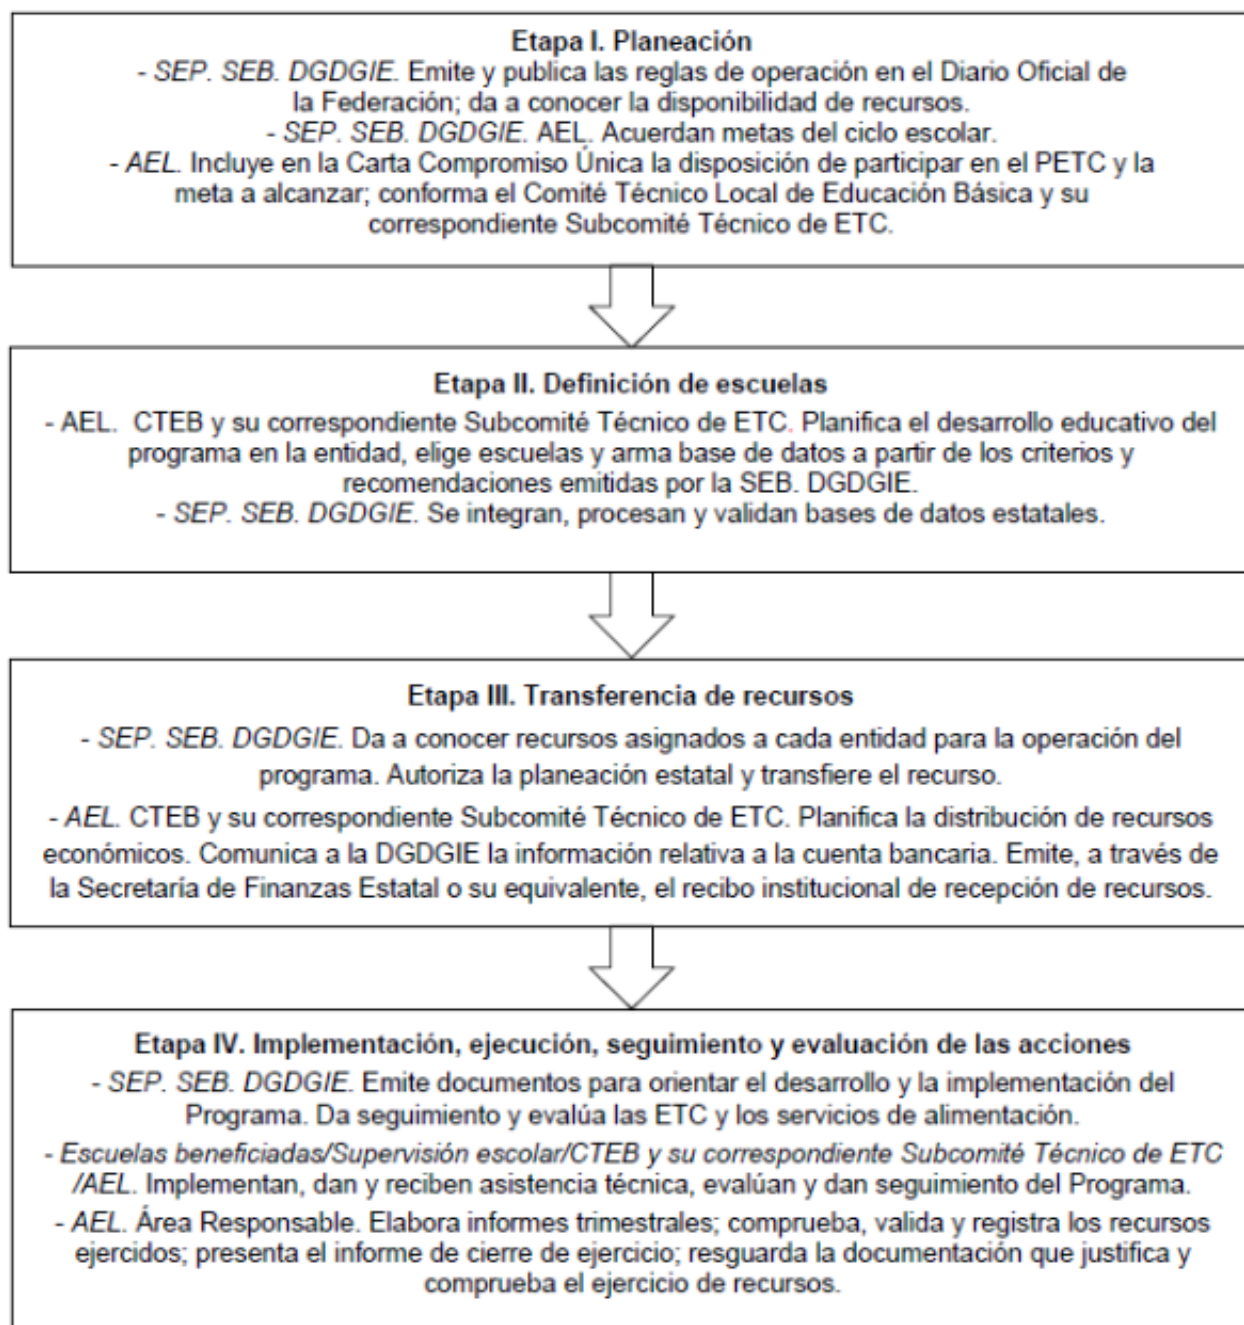 Etapa I. Planeación
- SEP. SEB. DGDGIE. Emite y publica las reglas de operación en el Diario Oficial de
la Federación; da a conocer la disponibilidad de recursos.
- SEP. SEB. DGDGIE. AEL. Acuerdan metas del ciclo escolar.
- AEL. Incluye en la Carta Compromiso Única la disposición de participar en el PETC y la
meta a alcanzar; conforma el Comité Técnico Local de Educación Básica y su
correspondiente Subcomité Técnico de ETC.
Etapa II. Definición de escuelas
- AEL. CTEB y su correspondiente Subcomité Técnico de ETC. Planifica el desarrollo educativo del
programa en la entidad, elige escuelas y arma base de datos a partir de los criterios y
recomendaciones emitidas por la SEB. DGDGIE.
- SEP. SEB. DGDGIE. Se integran, procesan y validan bases de datos estatales.
Etapa III. Transferencia de recursos
- SEP. SEB. DGDGIE. Da a conocer recursos asignados a cada entidad para la operación del
programa. Autoriza la planeación estatal y transfiere el recurso.
- AEL. CTEB y su correspondiente Subcomité Técnico de ETC. Planifica la distribución de recursos
económicos. Comunica a la DGDGIE la información relativa a la cuenta bancaria. Emite, a través de
la Secretaría de Finanzas Estatal o su equivalente, el recibo institucional de recepción de recursos.
Etapa IV. Implementación, ejecución, seguimiento y evaluación de las acciones
- SEP. SEB. DGDGIE. Emite documentos para orientar el desarrollo y la implementación del
Programa. Da seguimiento y evalúa las ETC y los servicios de alimentación.
- Escuelas beneficiadas/Supervisión escolar/CTEB y su correspondiente Subcomité Técnico de ETC
/AEL. Implementan, dan y reciben asistencia técnica, evalúan y dan seguimiento del Programa.
- AEL. Área Responsable. Elabora informes trimestrales; comprueba, valida y registra los recursos
ejercidos; presenta el informe de cierre de ejercicio; resguarda la documentación que justifica y
comprueba el ejercicio de recursos.